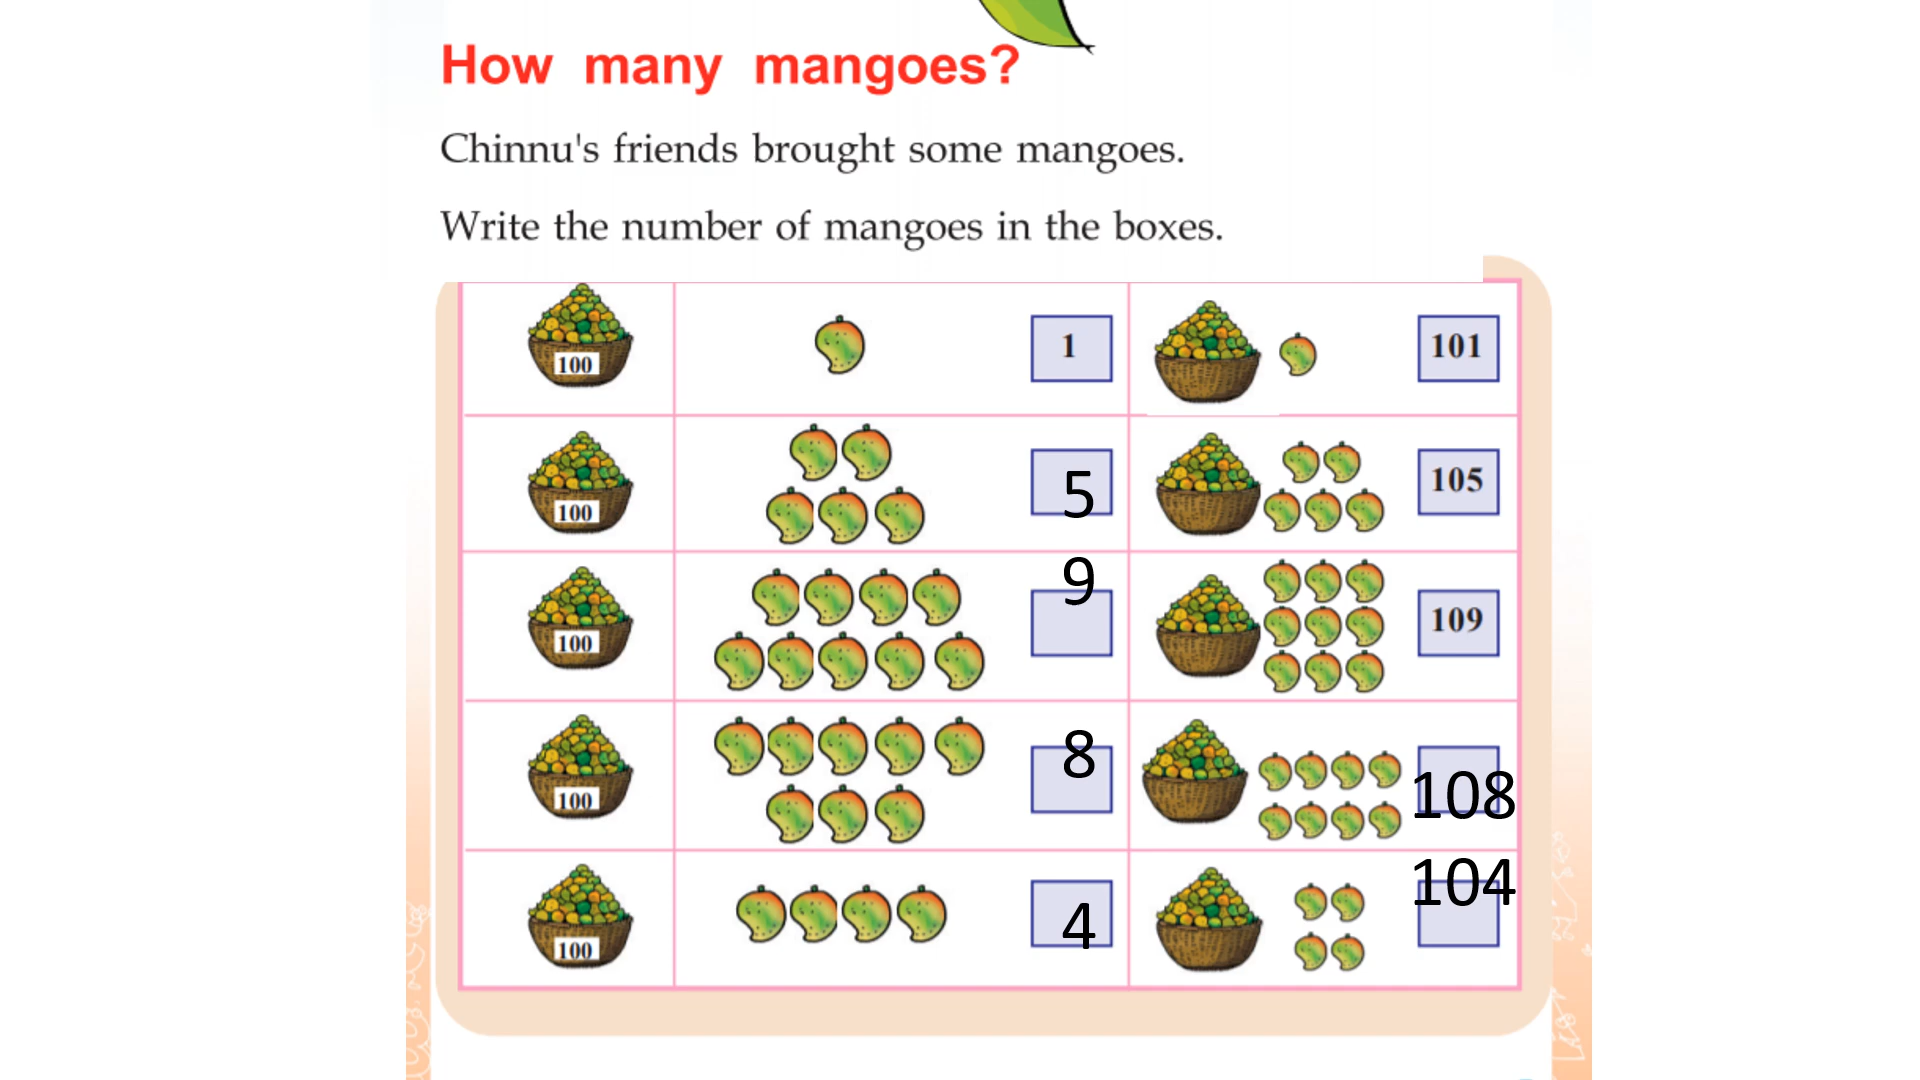 How many mangoes?
Chinnu's friends brought some mangoes.
Write the number of mangoes in the boxes.
100 1 101
100 5 105
100 9 109
100 8 108
100 4 104